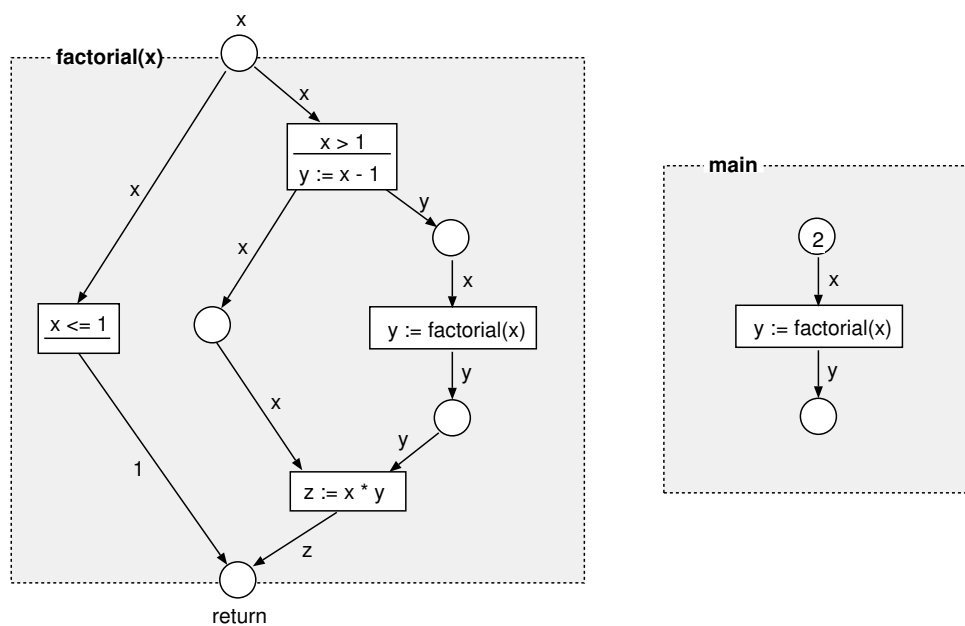 x
factorial(x)
x
x > 1
y := x - 1
x
y
x
x
x <= 1
y := factorial(x)
y
x
y
1
z := x * y
z
return
main
2
x
y := factorial(x)
y